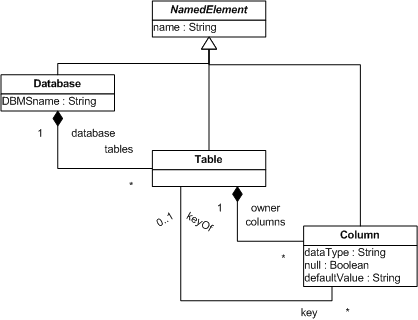 NamedElement
name : String
Database
DBMSname : String
1
database
tables
*
Table
0..1
keyOf
1
owner
columns
*
Column
dataType : String
null : Boolean
defaultValue : String
key
*